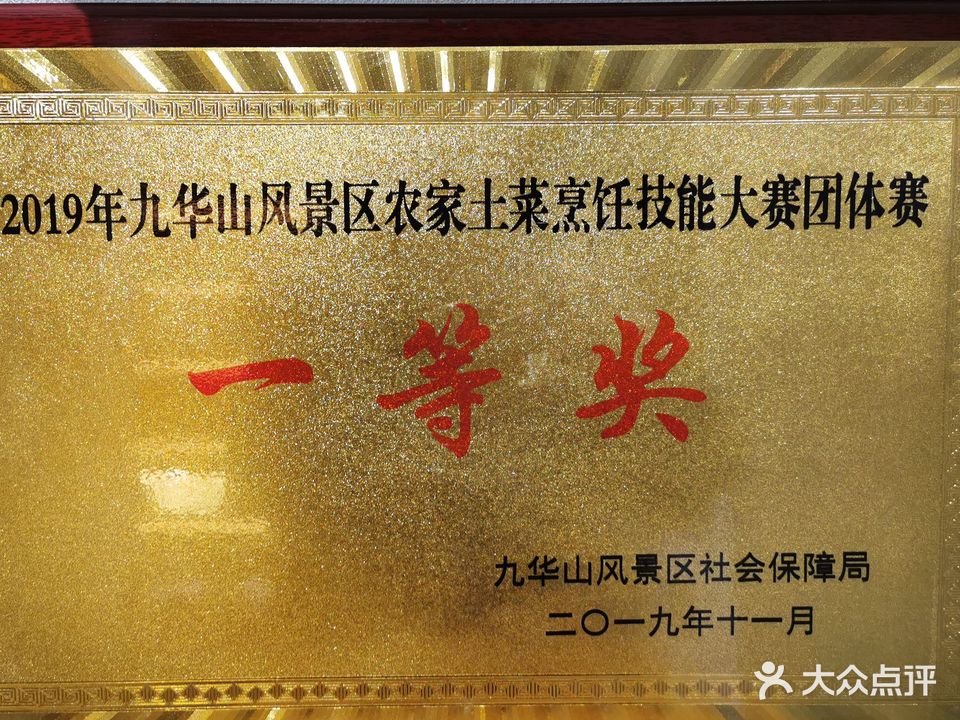 2019年九华山风景区农家土菜烹饪技能大赛团体赛
一等奖
九华山风景区社会保障局
二〇一九年十一月
大众点评